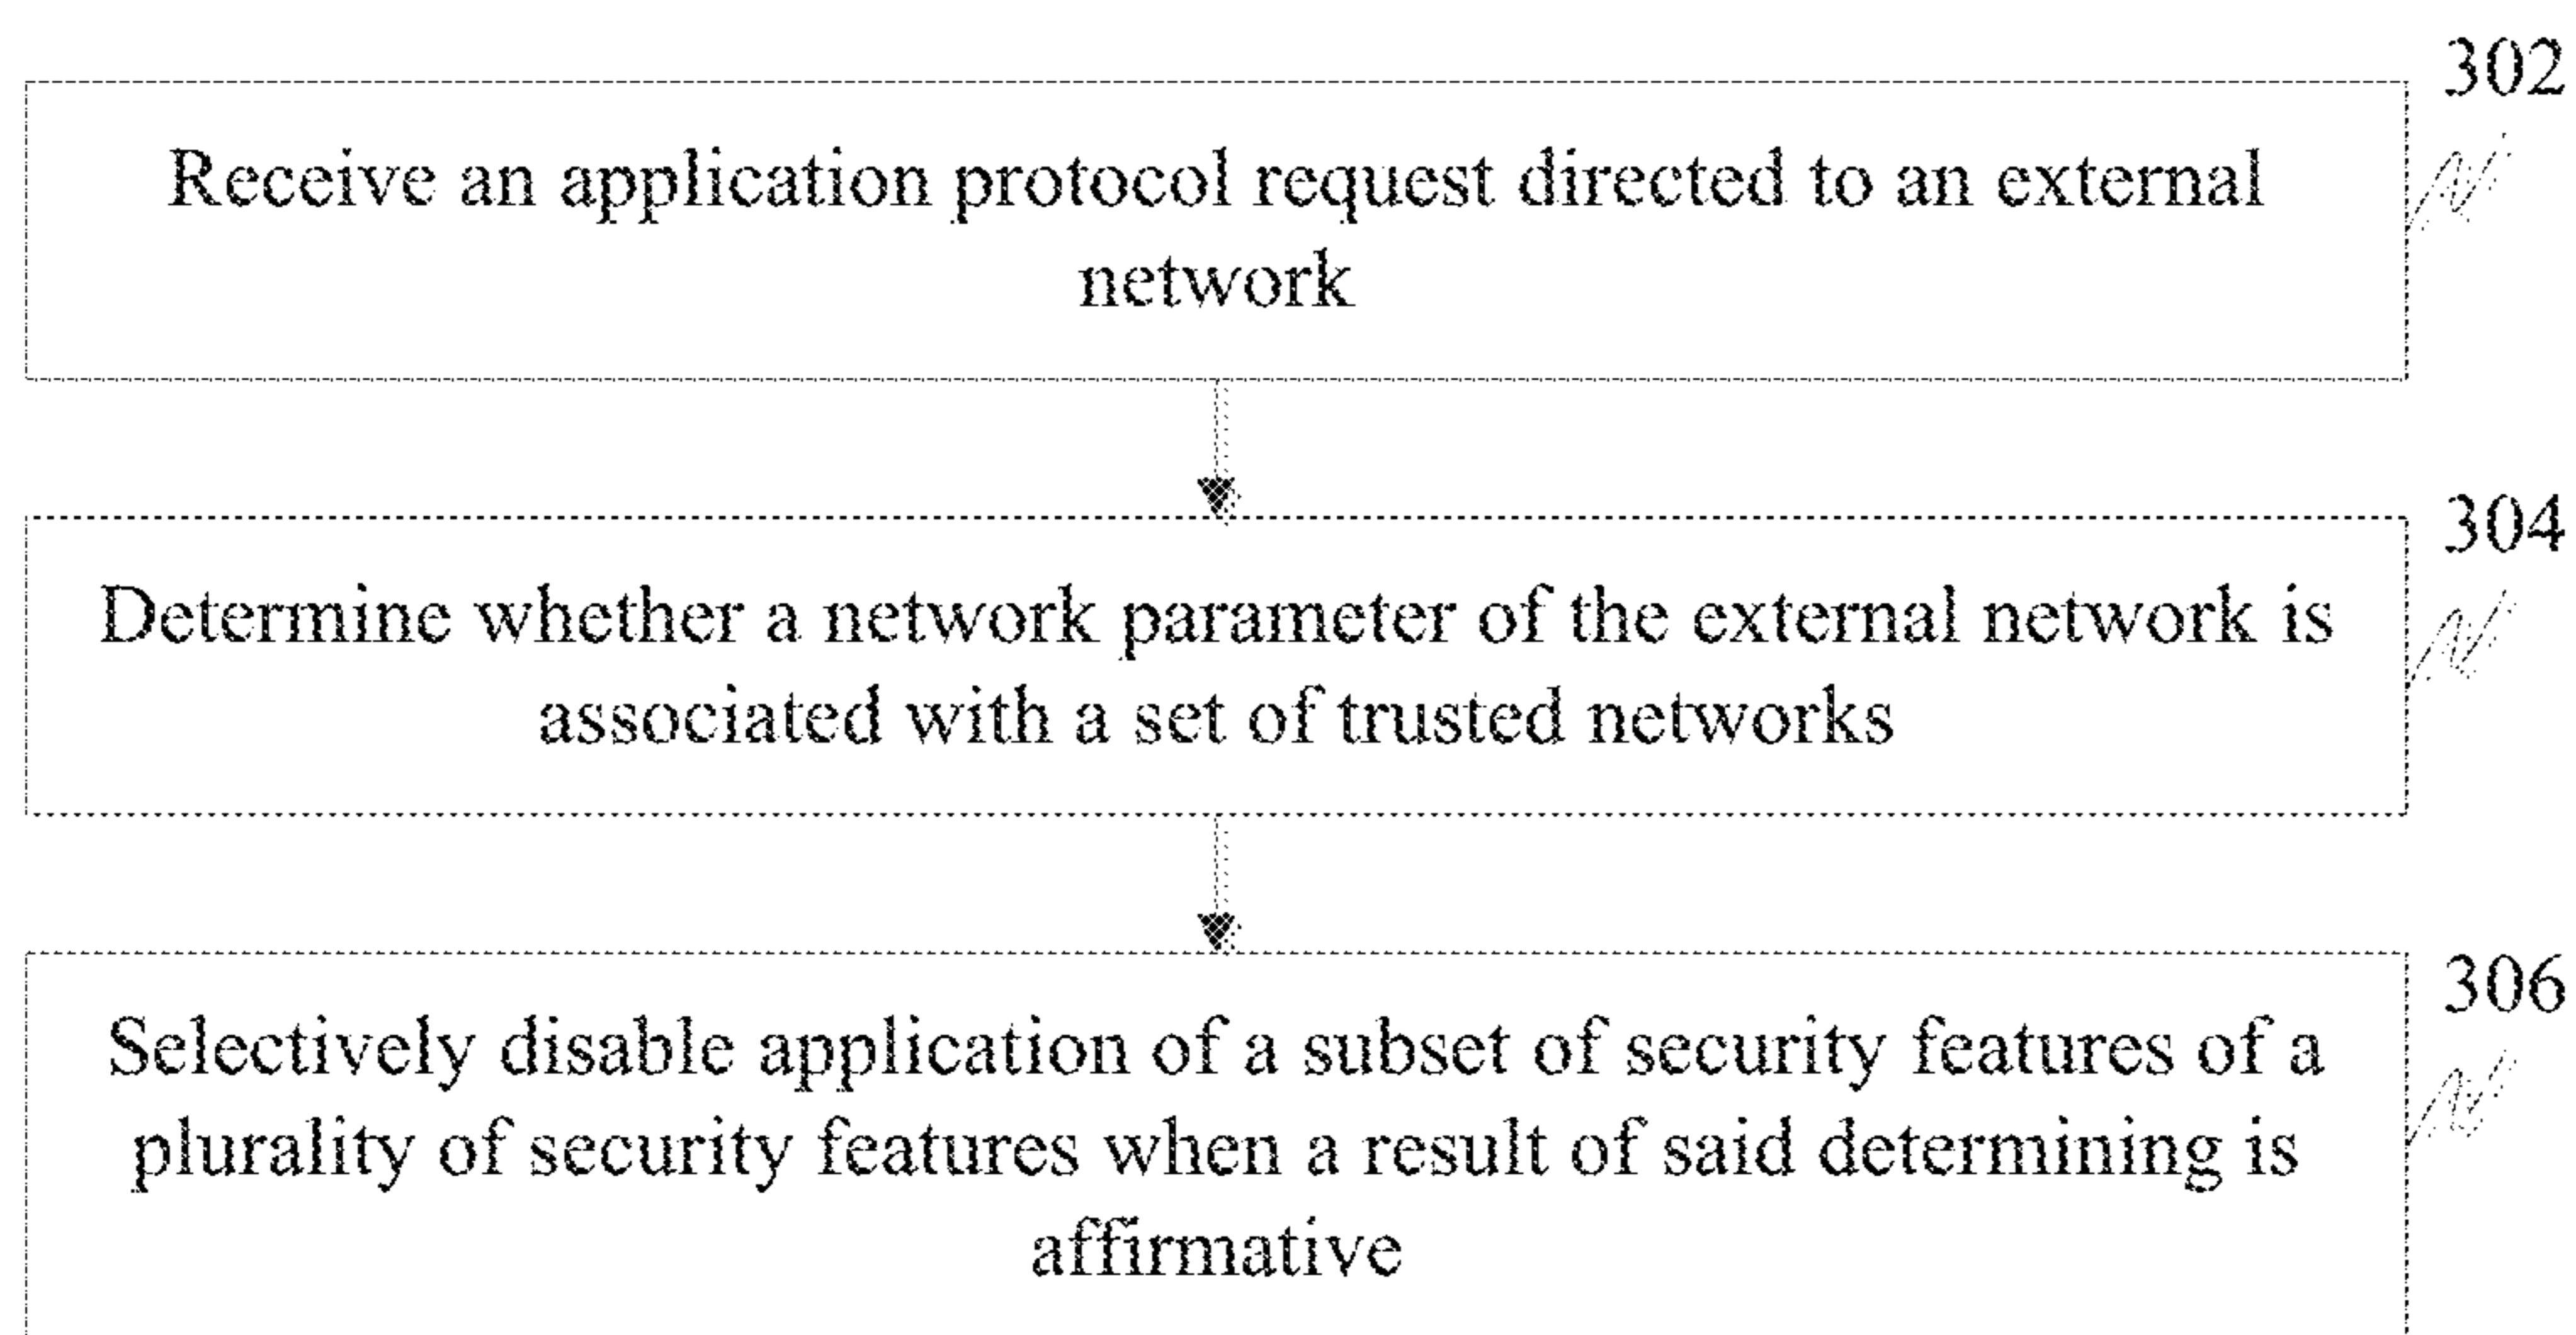 302
Receive an application protocol request directed to an external
network
304
Determine whether a network parameter of the external network is
associated with a set of trusted networks
306
Selectively disable application of a subset of security features of a
plurality of security features when a result of said determining is
affirmative